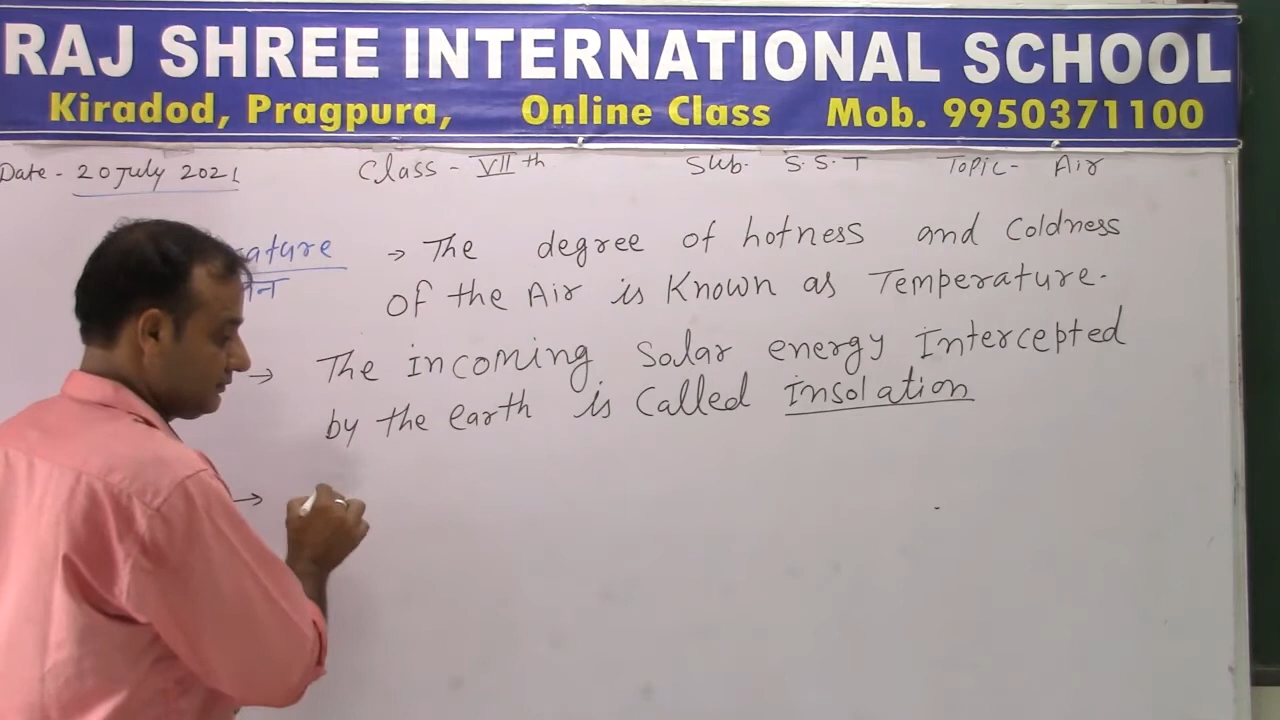 RAJ SHREE INTERNATIONAL SCHOOL
Kiradod, Pragpura, Online Class Mob. 9950371100
Date - 20 July 2021 Class - VII th Sub. S.S.T Topic - Air
→ The degree of hotness and coldness
of the Air is Known as Temperature.
→ The incoming Solar energy Intercepted
by the earth is called insolation
→